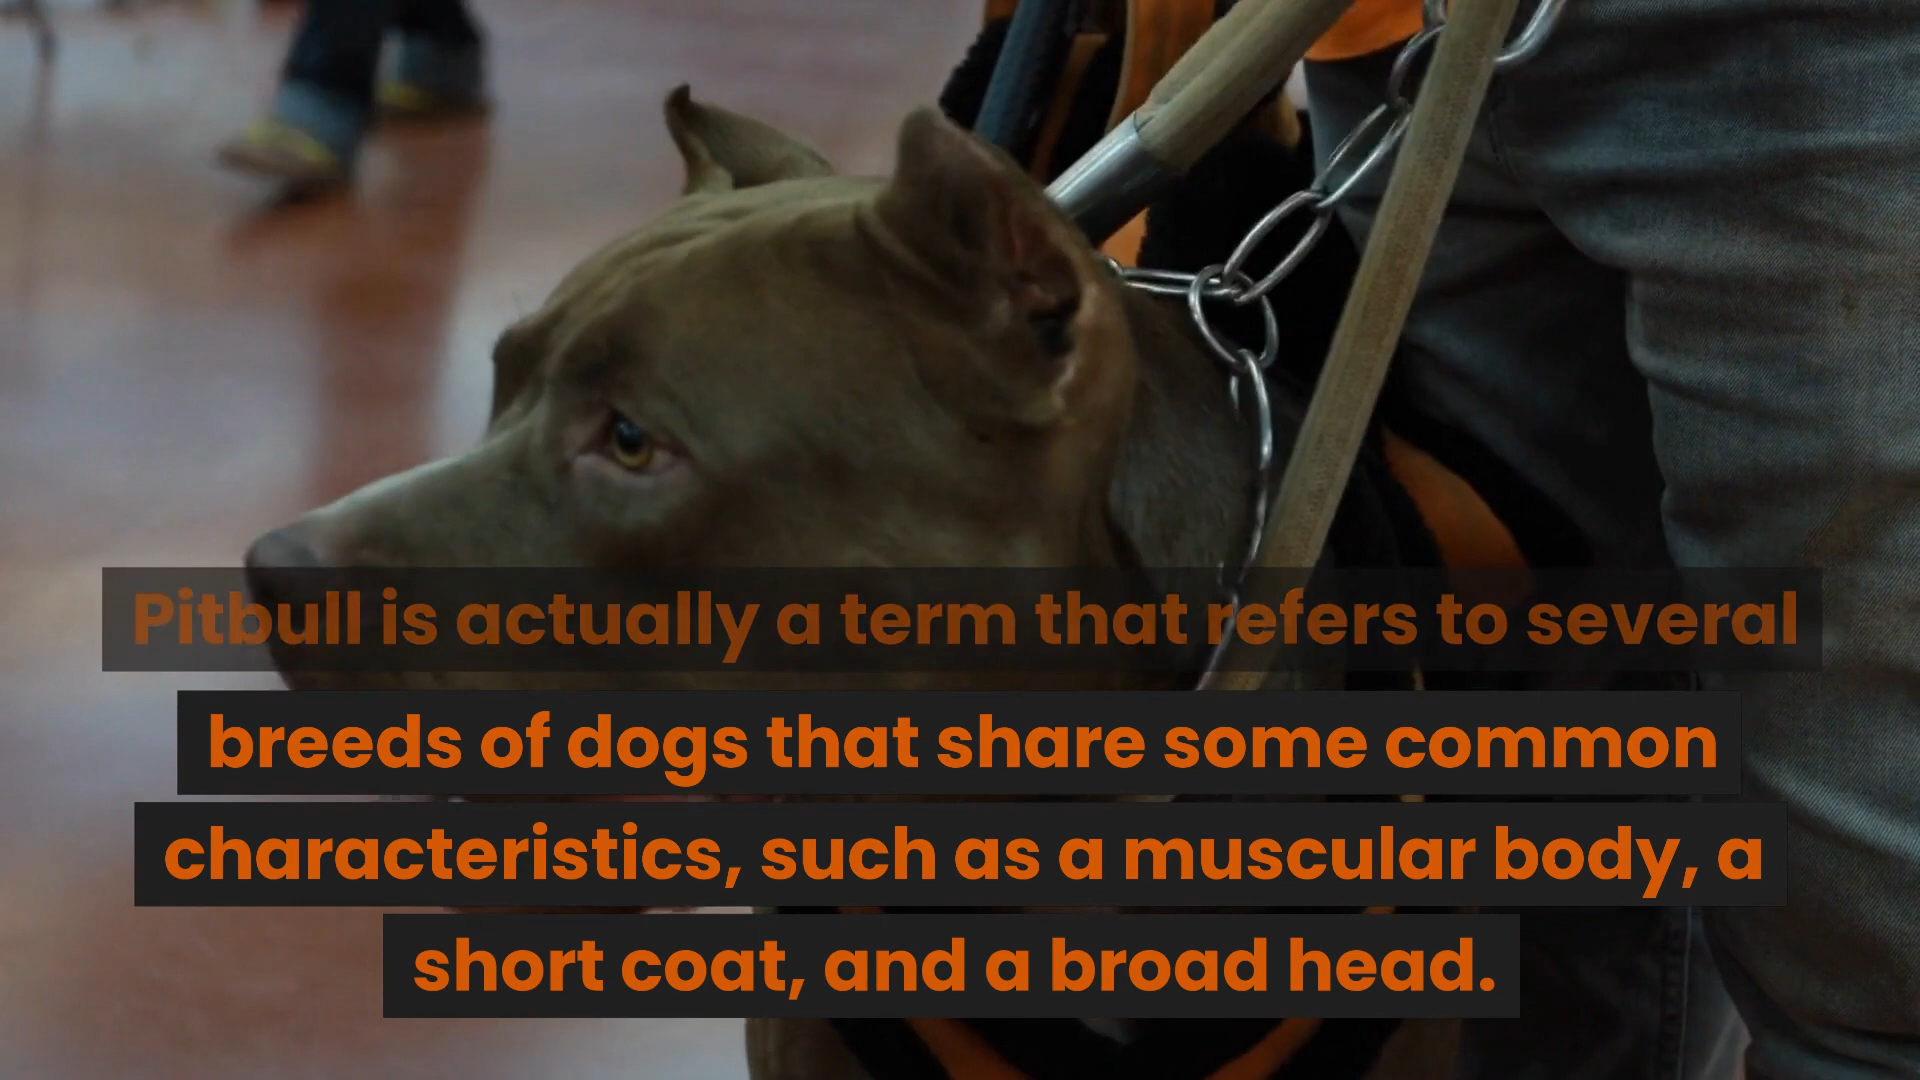 Pitbull is actually a term that refers to several
breeds of dogs that share some common
characteristics, such as a muscular body, a
short coat, and a broad head.